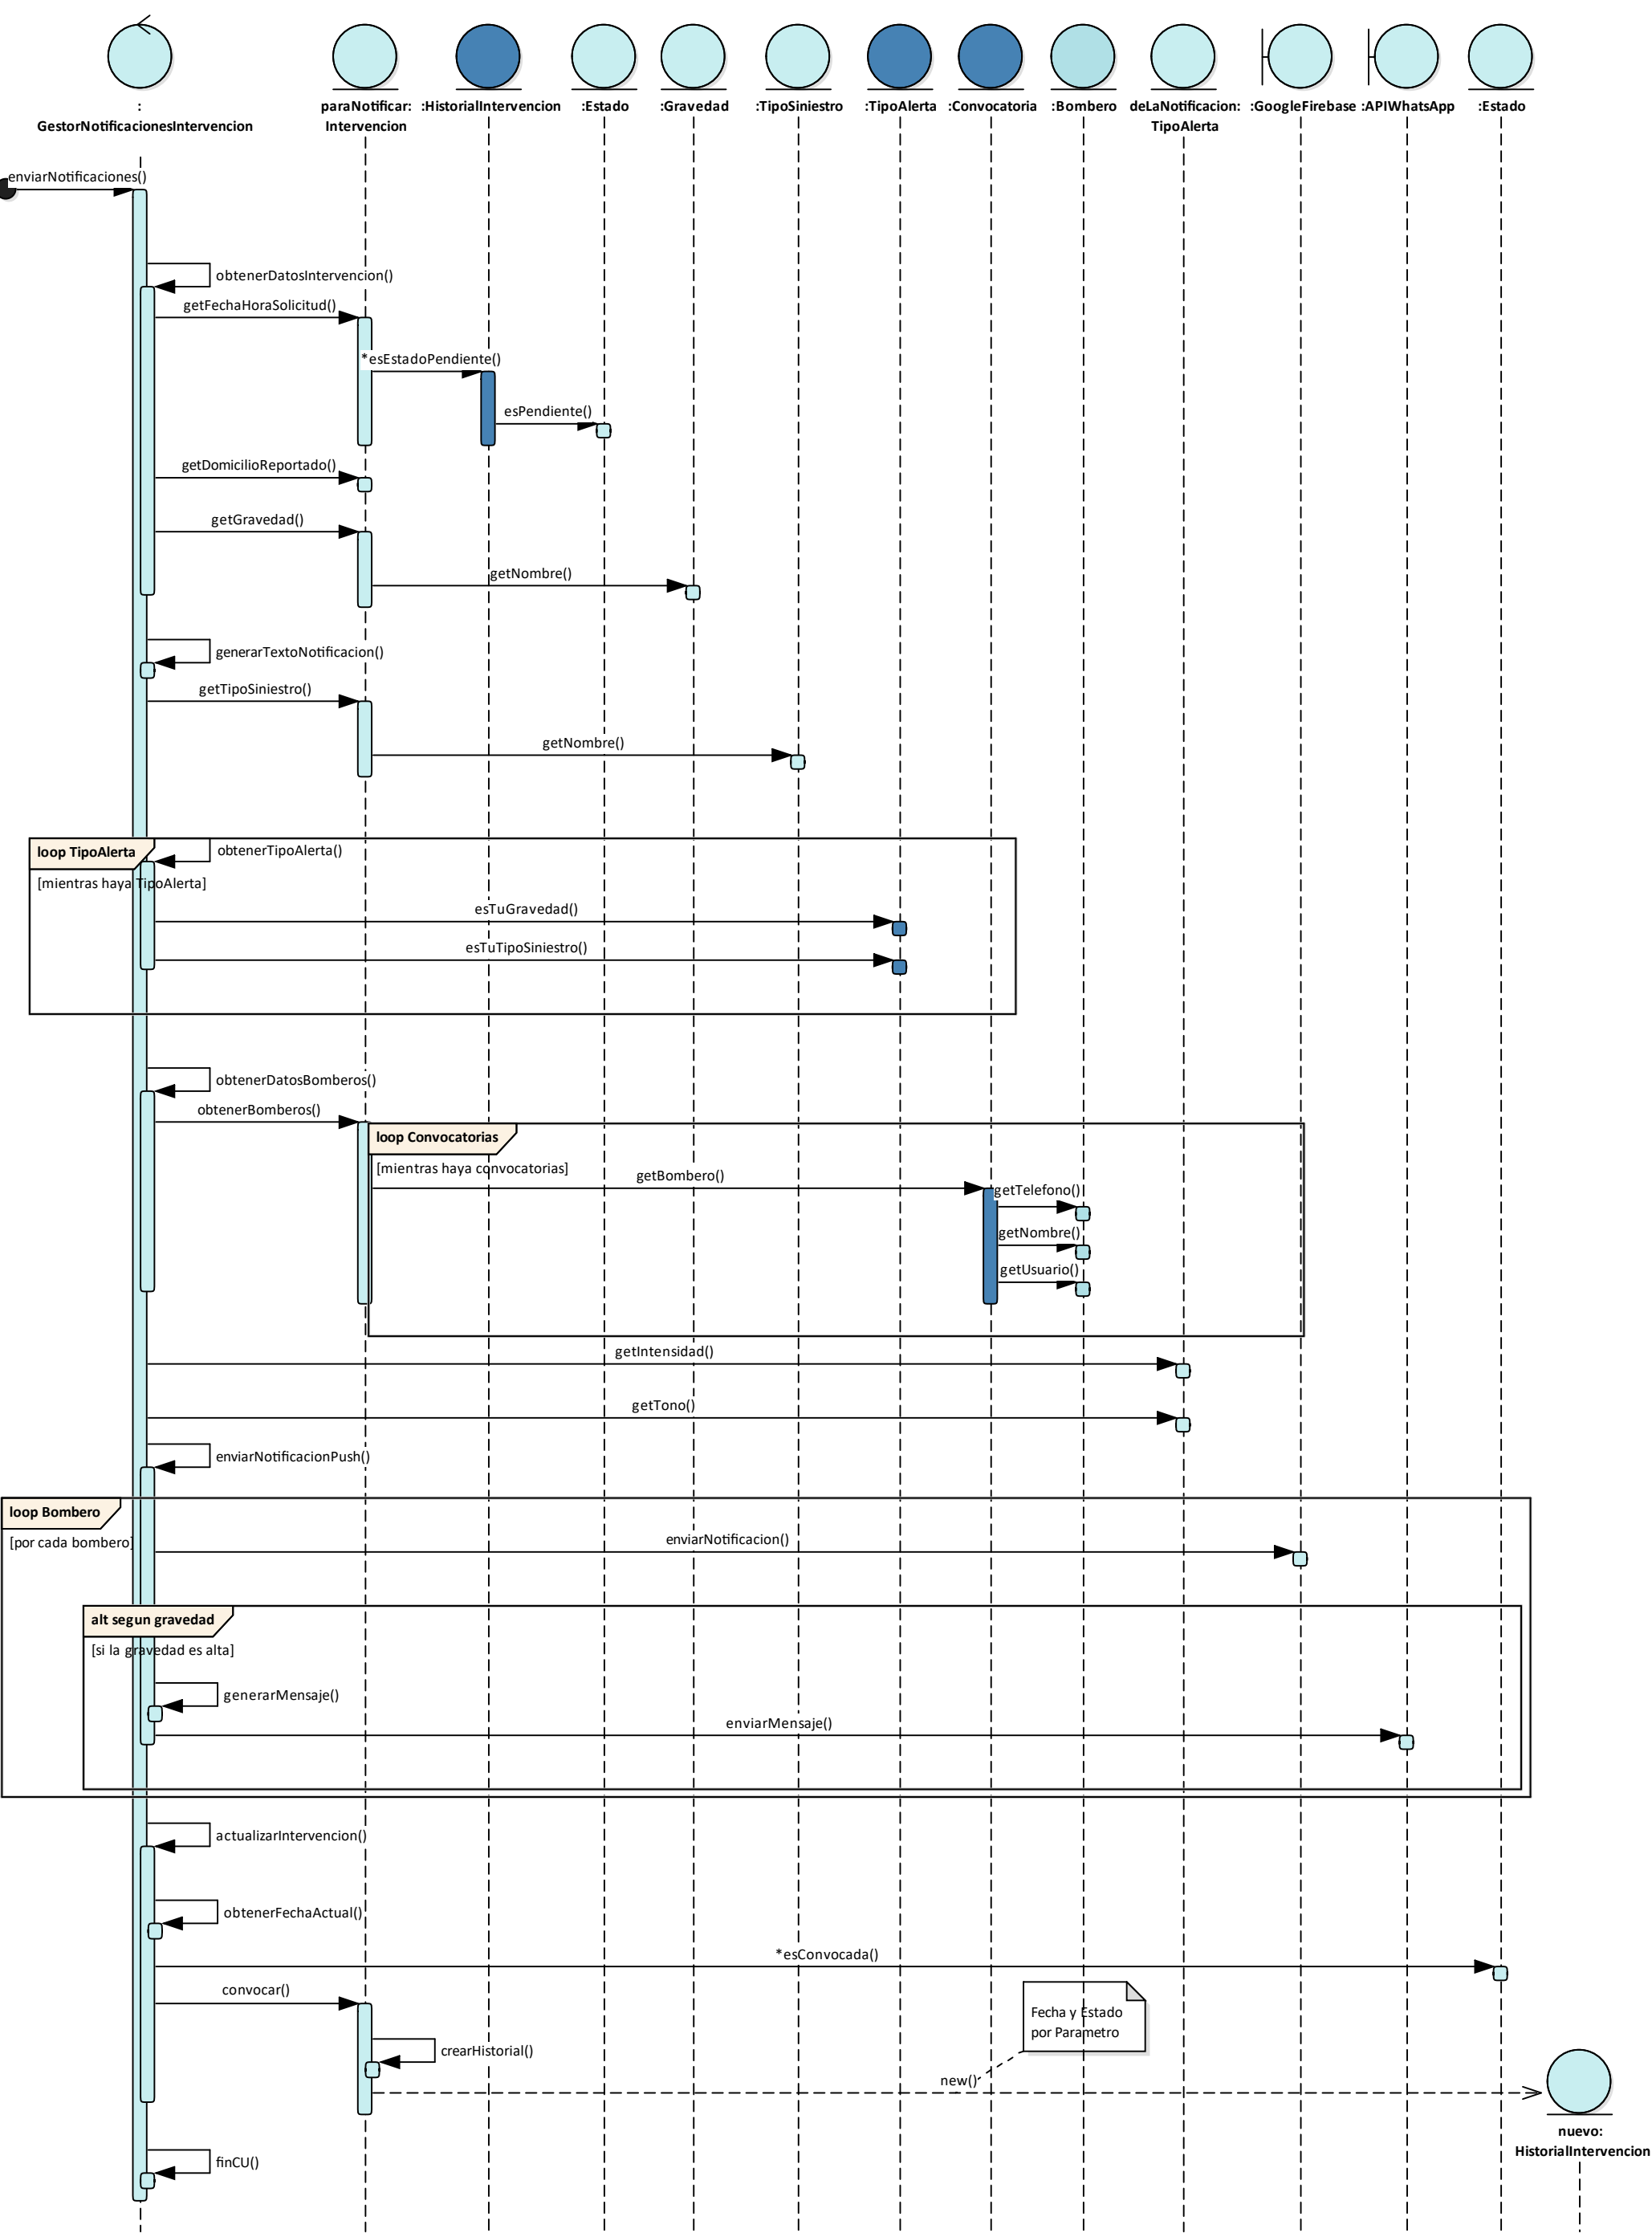 :
GestorNotificacionesIntervencion
paraNotificar:
Intervencion
:HistorialIntervencion
:Estado
:Gravedad
:TipoSiniestro
:TipoAlerta
:Convocatoria
:Bombero
deLaNotificacion:
TipoAlerta
:GoogleFirebase
:APIWhatsApp
:Estado
enviarNotificaciones()
obtenerDatosIntervencion()
getFechaHoraSolicitud()
*esEstadoPendiente()
esPendiente()
getDomicilioReportado()
getGravedad()
getNombre()
generarTextoNotificacion()
getTipoSiniestro()
getNombre()
loop TipoAlerta
obtenerTipoAlerta()
[mientras haya TipoAlerta]
esTuGravedad()
esTuTipoSiniestro()
obtenerDatosBomberos()
obtenerBomberos()
loop Convocatorias
[mientras haya convocatorias]
getBombero()
getTelefono()
getNombre()
getUsuario()
getIntensidad()
getTono()
enviarNotificacionPush()
loop Bombero
[por cada bombero]
enviarNotificacion()
alt segun gravedad
[si la gravedad es alta]
generarMensaje()
enviarMensaje()
actualizarIntervencion()
obtenerFechaActual()
*esConvocada()
convocar()
Fecha y Estado
por Parametro
crearHistorial()
new()
nuevo:
HistorialIntervencion
finCU()